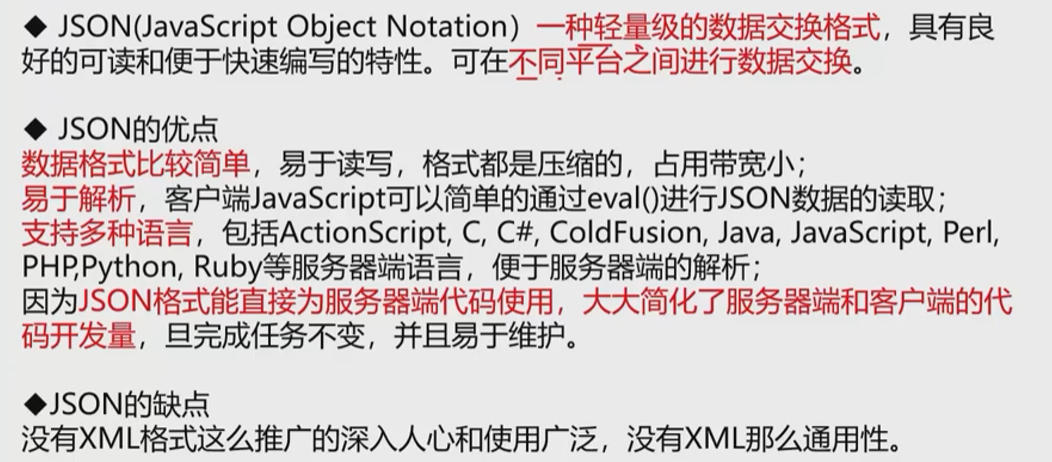 ◆ JSON(JavaScript Object Notation) 一种轻量级的数据交换格式，具有良
好的可读和便于快速编写的特性。可在不同平台之间进行数据交换。
◆ JSON的优点
数据格式比较简单，易于读写，格式都是压缩的，占用带宽小；
易于解析，客户端JavaScript可以简单的通过eval()进行JSON数据的读取；
支持多种语言，包括ActionScript, C, C#, ColdFusion, Java, JavaScript, Perl,
PHP,Python, Ruby等服务器端语言，便于服务器端的解析；
因为JSON格式能直接为服务器端代码使用，大大简化了服务器端和客户端的代
码开发量，旦完成任务不变，并且易于维护。
◆JSON的缺点
没有XML格式这么推广的深入人心和使用广泛，没有XML那么通用性。